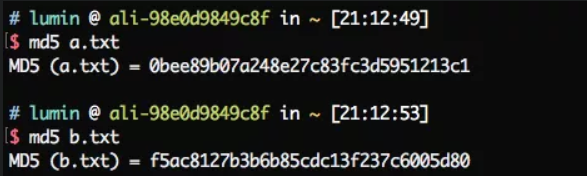 # lumin @ ali-98e0d9849c8f in ~ [21:12:49]
$ md5 a.txt
MD5 (a.txt) = 0bee89b07a248e27c83fc3d5951213c1
# lumin @ ali-98e0d9849c8f in ~ [21:12:53]
$ md5 b.txt
MD5 (b.txt) = f5ac8127b3b6b85cdc13f237c6005d80